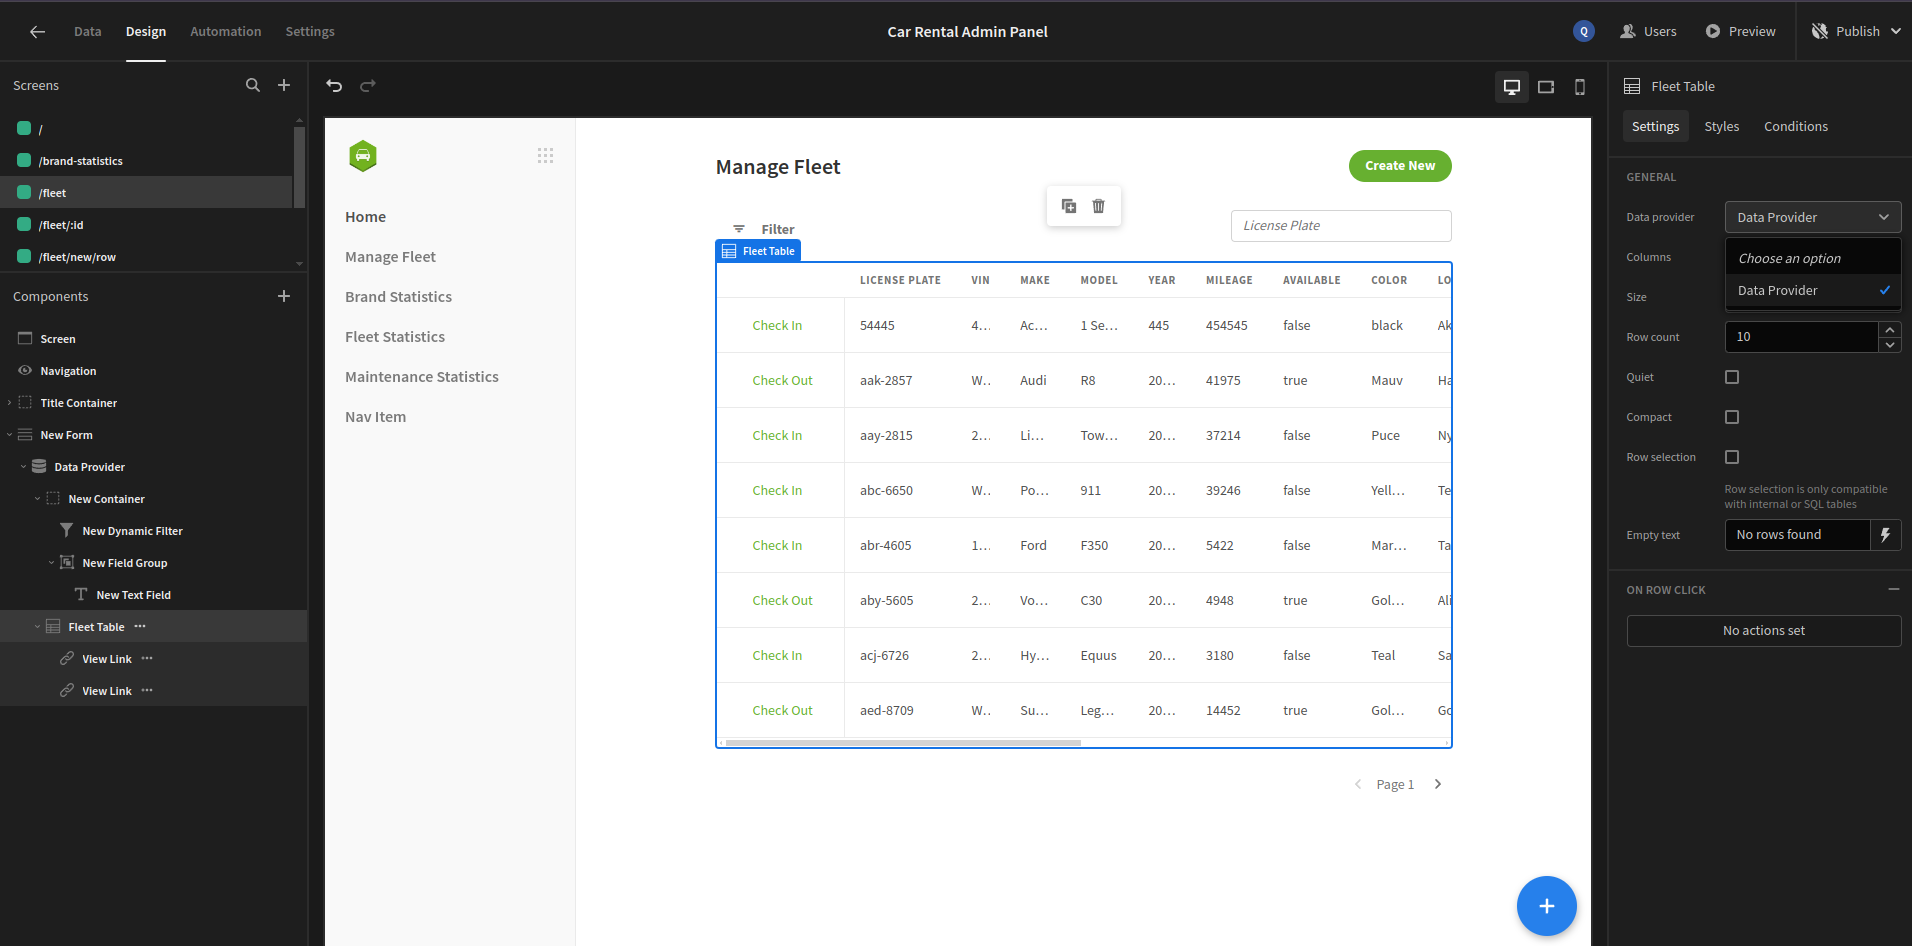 Data Design Automation Settings
Car Rental Admin Panel
Q Users Preview Publish
Screens
/
/brand-statistics
/fleet
/fleet/:id
/fleet/new/row
Components
Screen
Navigation
Title Container
New Form
Data Provider
New Container
New Dynamic Filter
New Field Group
New Text Field
Fleet Table
View Link
View Link
Home
Manage Fleet
Brand Statistics
Fleet Statistics
Maintenance Statistics
Nav Item
Manage Fleet
Create New
Filter
License Plate
Fleet Table
LICENSE PLATE VIN MAKE MODEL YEAR MILEAGE AVAILABLE COLOR LO
Check In 54445 4... Ac... 1 Se... 445 454545 false black Ak
Check Out aak-2857 W.. Audi R8 20... 41975 true Mauv Ha
Check In aay-2815 2... Li... Tow... 20... 37214 false Puce Ny
Check In abc-6650 W.. Po... 911 20... 39246 false Yell... Te
Check In abr-4605 1... Ford F350 20... 5422 false Mar... Ta
Check Out aby-5605 2... Vo... C30 20... 4948 true Gol... Ali
Check In acj-6726 2... Hy... Equus 20... 3180 false Teal Sa
Check Out aed-8709 W.. Su... Leg... 20... 14452 true Gol... Go
Page 1
Fleet Table
Settings Styles Conditions
GENERAL
Data provider Data Provider
Columns Choose an option
Data Provider
Size
Row count 10
Quiet
Compact
Row selection
Row selection is only compatible
with internal or SQL tables
Empty text No rows found
ON ROW CLICK
No actions set